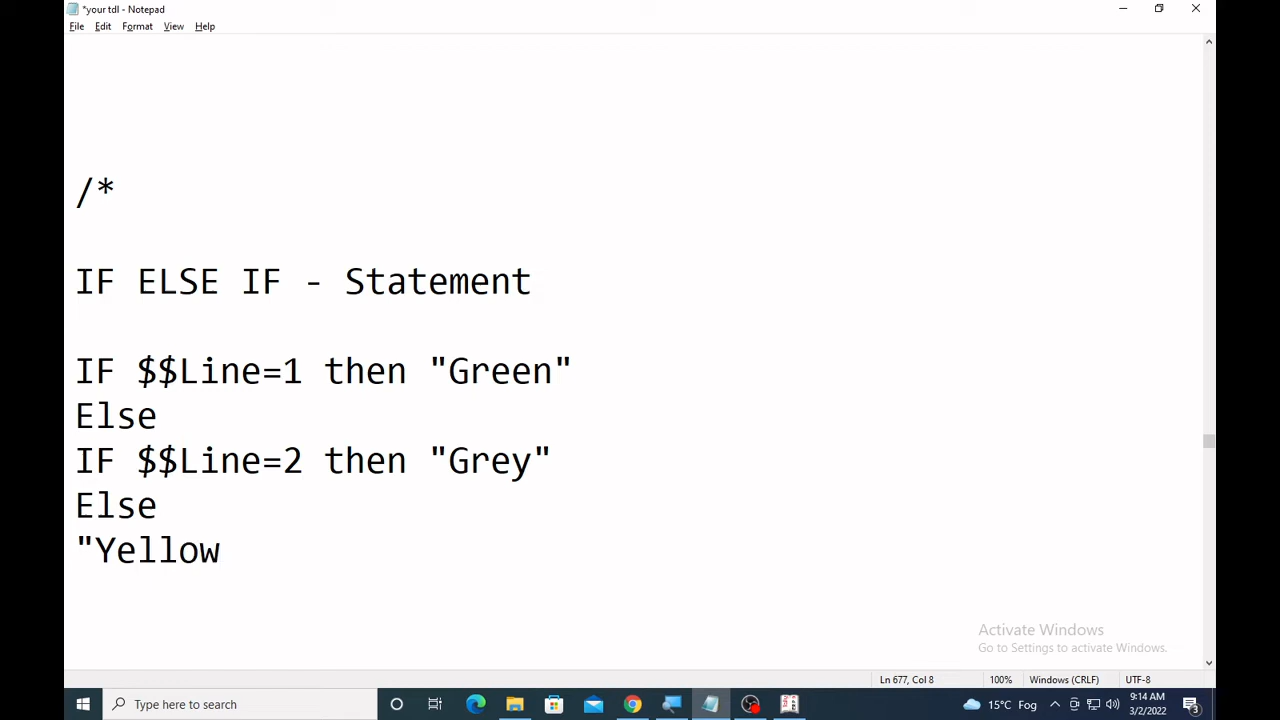 *your tdl - Notepad
File Edit Format View Help
/*
IF ELSE IF - Statement
IF $$Line=1 then "Green"
Else
IF $$Line=2 then "Grey"
Else
"Yellow
Activate Windows
Go to Settings to activate Windows.
Ln 677, Col 8 100% Windows (CRLF) UTF-8
Type here to search
15°C Fog
9:14 AM
3/2/2022
3